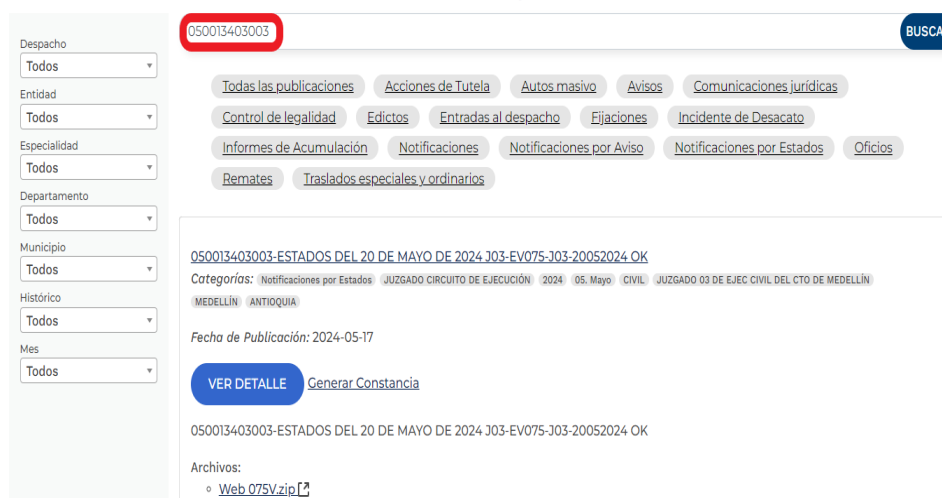 Despacho
Todos
Entidad
Todos
Especialidad
Todos
Departamento
Todos
Municipio
Todos
Histórico
Todos
Mes
Todos
050013403003
BUSCA
Todas las publicaciones Acciones de Tutela Autos masivo Avisos Comunicaciones jurídicas
Control de legalidad Edictos Entradas al despacho Fijaciones Incidente de Desacato
Informes de Acumulación Notificaciones Notificaciones por Aviso Notificaciones por Estados Oficios
Remates Traslados especiales y ordinarios
050013403003-ESTADOS DEL 20 DE MAYO DE 2024 J03-EV075-J03-20052024 OK
Categorías: Notificaciones por Estados JUZGADO CIRCUITO DE EJECUCIÓN 2024 05. Mayo CIVIL JUZGADO 03 DE EJEC CIVIL DEL CTO DE MEDELLÍN
MEDELLÍN ANTIOQUIA
Fecha de Publicación: 2024-05-17
VER DETALLE Generar Constancia
050013403003-ESTADOS DEL 20 DE MAYO DE 2024 J03-EV075-J03-20052024 OK
Archivos:
Web 075V.zip